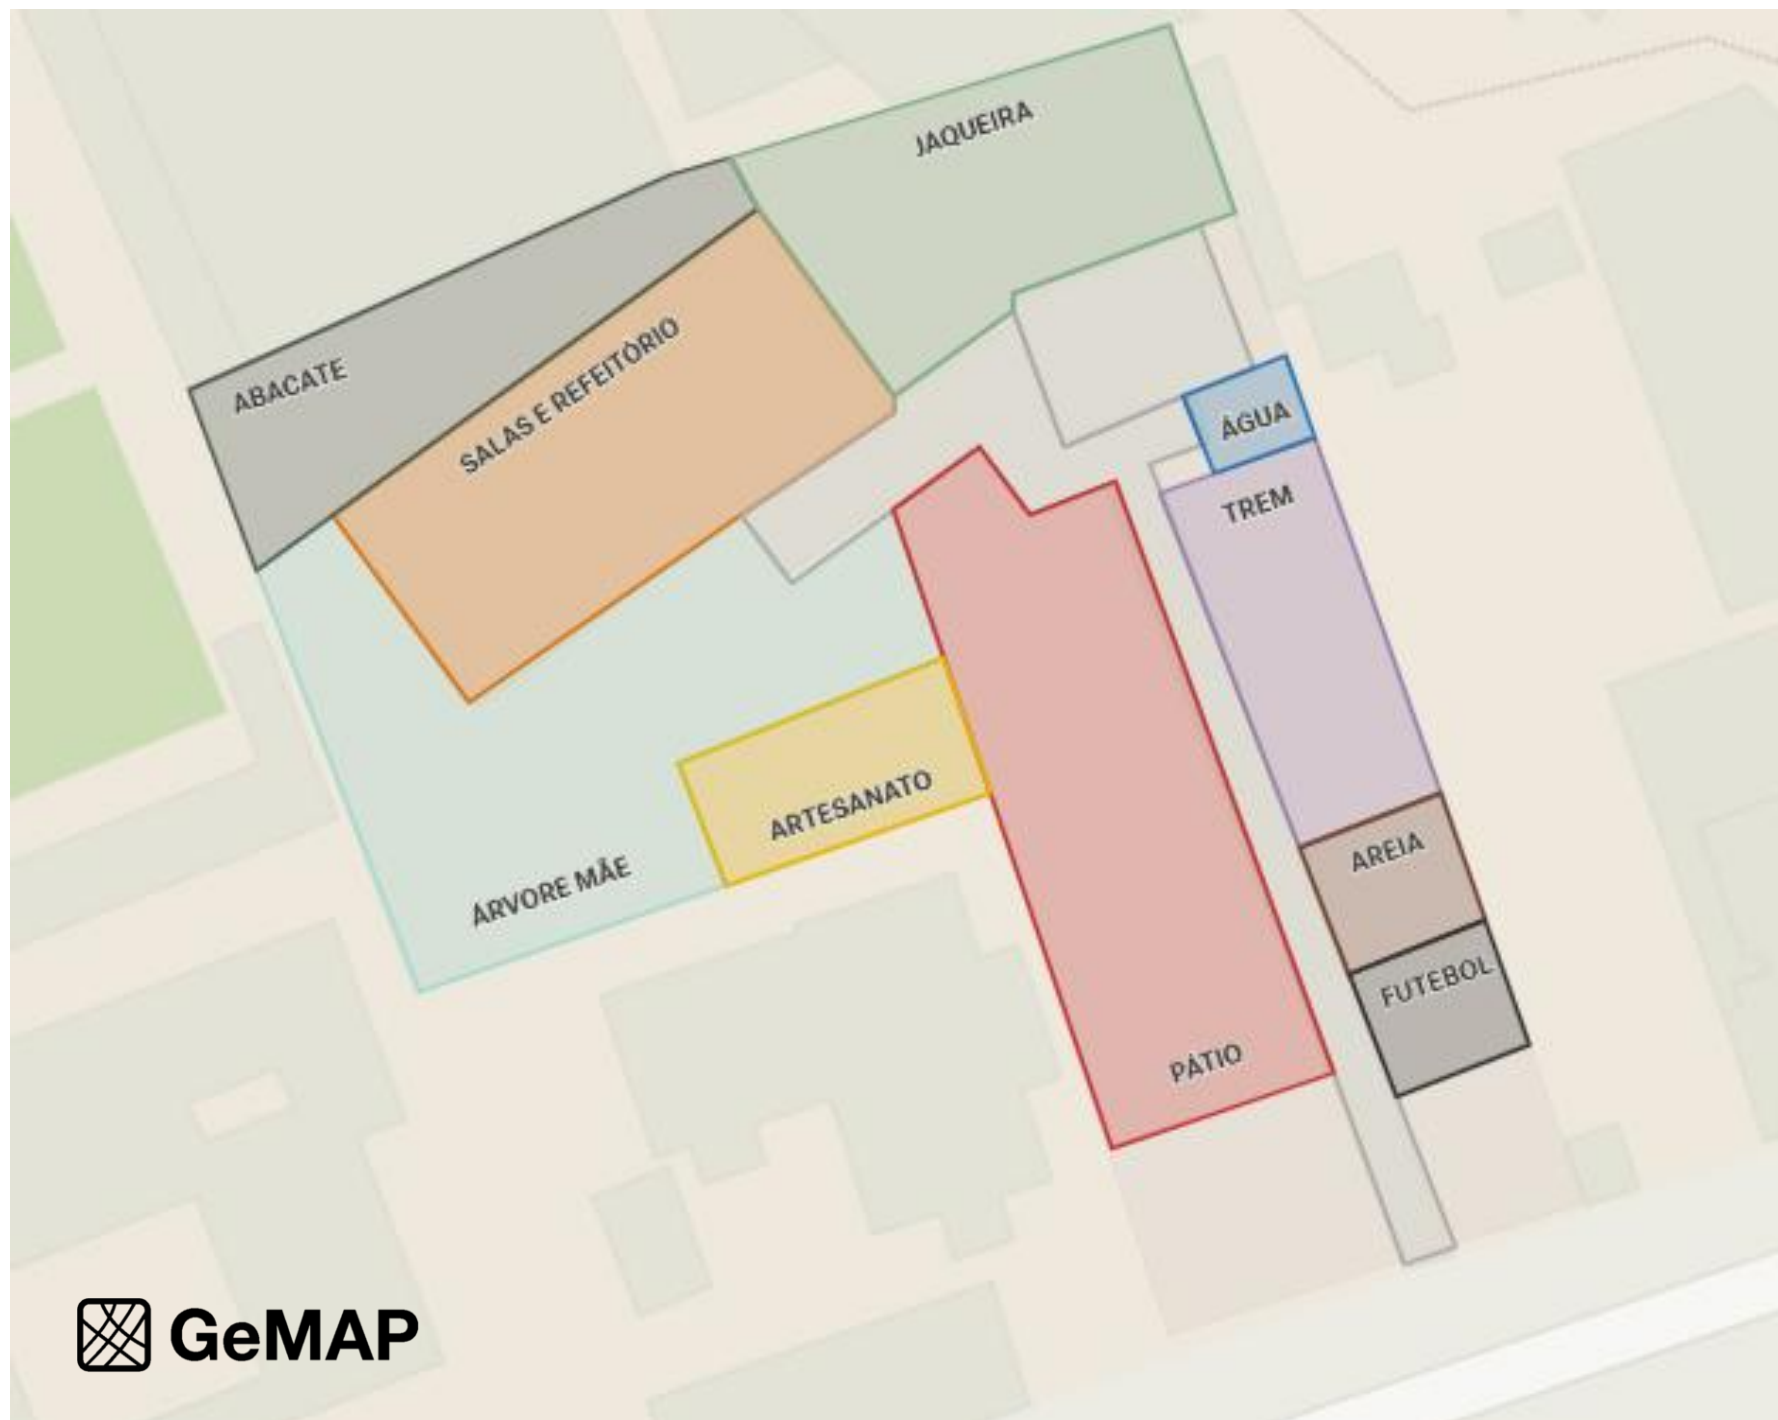 JAQUEIRA
ABACATE
SALAS E REFEITÓRIO
ÁGUA
TREM
ARTESANATO
AREIA
ÁRVORE MÃE
FUTEBOL
PÁTIO
GeMAP